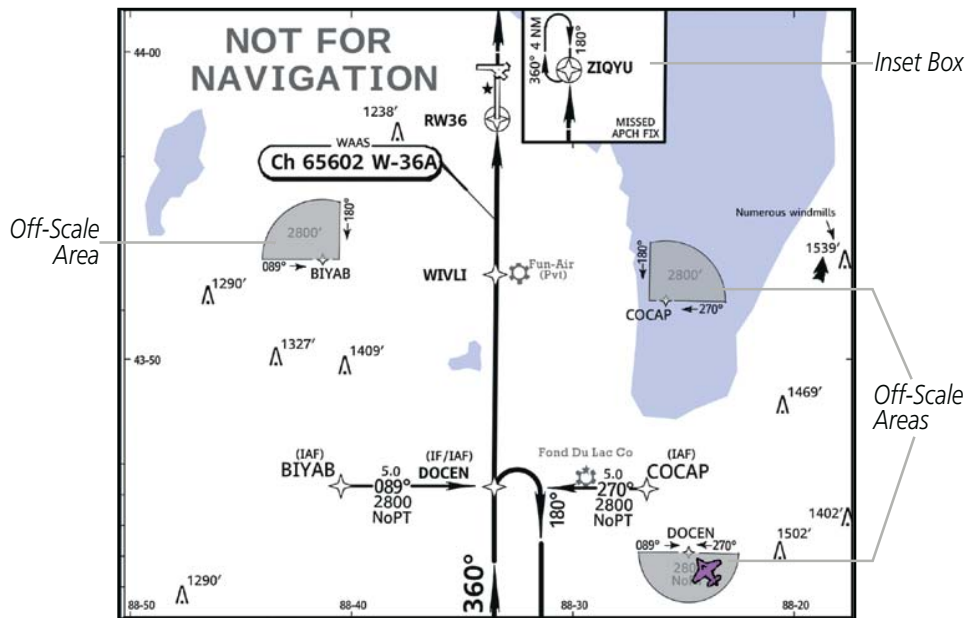 44-00
NOT FOR
NAVIGATION
360° 4 NM
180°
ZIQYU
MISSED
APCH FIX
Inset Box
1238'
RW36
WAAS
Ch 65602 W-36A
Off-Scale
Area
2800'
180°
089°
BIYAB
WIVLI
Fun-Air
(Pvt)
180°
2800'
270°
COCAP
Numerous windmills
1539'
1290'
1327'
1409'
43-50
1469'
Off-Scale
Areas
(IAF)
BIYAB
5.0
089°
2800
NoPT
(IF/IAF)
DOCEN
180°
Fond Du Lac Co
5.0
270°
2800
NoPT
(IAF)
COCAP
1402'
1502'
DOCEN
089°
270°
360°
1290'
88-50
88-40
88-30
88-20